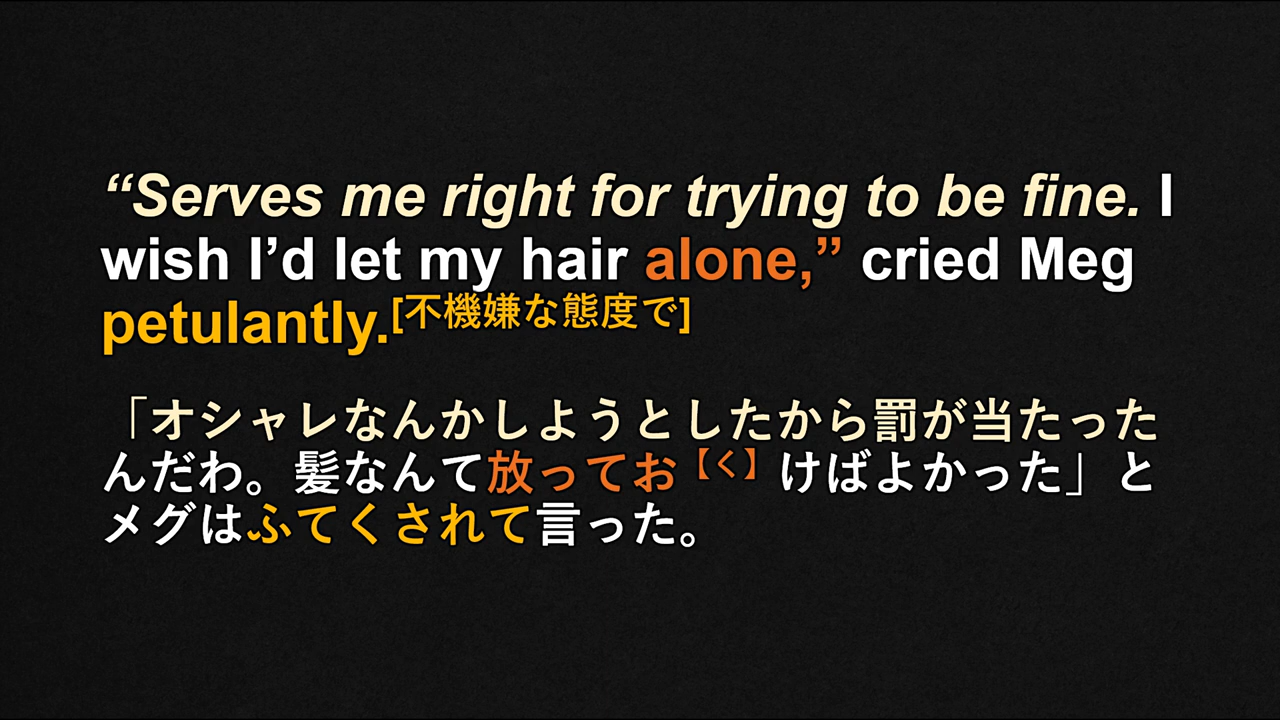 “Serves me right for trying to be fine. I
wish I’d let my hair alone,” cried Meg
petulantly.[不機嫌な態度で]
「オシャレなんかしようとしたから罰が当たった
んだわ。髪なんて放ってお【く】けばよかった」と
メグはふてくされて言った。